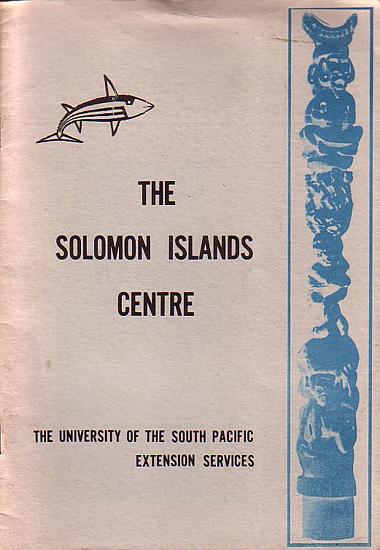 THE
SOLOMON ISLANDS
CENTRE
THE UNIVERSITY OF THE SOUTH PACIFIC
EXTENSION SERVICES